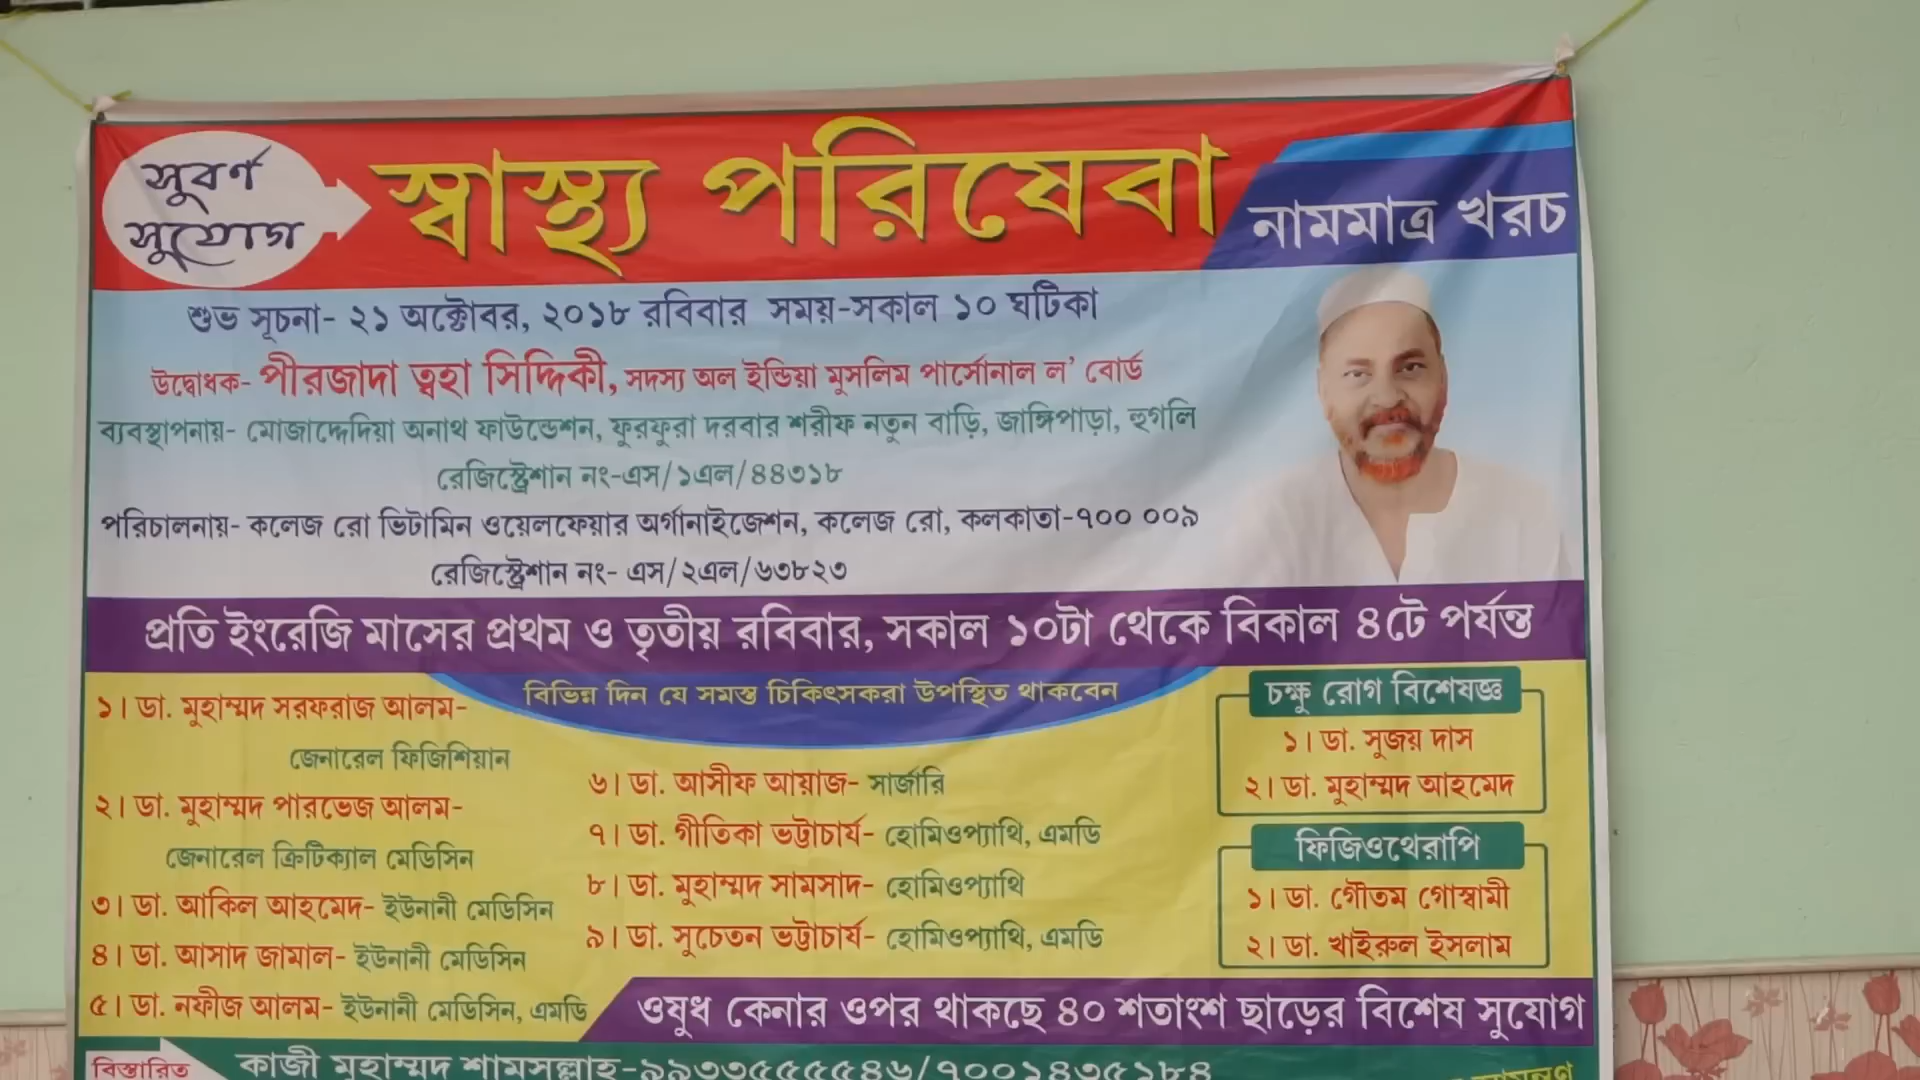 সুবর্ণ
সুযোগ
স্বাস্থ্য পরিষেবা
নামমাত্র খরচ
শুভ সূচনা- ২১ অক্টোবর, ২০১৮ রবিবার সময়-সকাল ১০ ঘটিকা
উদ্বোধক- পীরজাদা ত্বহা সিদ্দিকী, সদস্য অল ইন্ডিয়া মুসলিম পার্সোনাল ল' বোর্ড
ব্যবস্থাপনায়- মোজাদ্দেদিয়া অনাথ ফাউন্ডেশন, ফুরফুরা দরবার শরীফ নতুন বাড়ি, জাঙ্গিপাড়া, হুগলি
রেজিস্ট্রেশান নং-এস/১এল/৪৪৩১৮
পরিচালনায়- কলেজ রো ভিটামিন ওয়েলফেয়ার অর্গানাইজেশন, কলেজ রো, কলকাতা-৭০০ ০০৯
রেজিস্ট্রেশান নং- এস/২এল/৬৩৮২৩
প্রতি ইংরেজি মাসের প্রথম ও তৃতীয় রবিবার, সকাল ১০টা থেকে বিকাল ৪টে পর্যন্ত
বিভিন্ন দিন যে সমস্ত চিকিৎসকরা উপস্থিত থাকবেন
১। ডা. মুহাম্মদ সরফরাজ আলম-
জেনারেল ফিজিশিয়ান
২। ডা. মুহাম্মদ পারভেজ আলম-
জেনারেল ক্রিটিক্যাল মেডিসিন
৩। ডা. আকিল আহমেদ- ইউনানী মেডিসিন
৪। ডা. আসাদ জামাল- ইউনানী মেডিসিন
৫। ডা. নফীজ আলম- ইউনানী মেডিসিন, এমডি
৬। ডা. আসীফ আয়াজ- সার্জারি
৭। ডা. গীতিকা ভট্টাচার্য- হোমিওপ্যাথি, এমডি
৮। ডা. মুহাম্মদ সামসাদ- হোমিওপ্যাথি
৯। ডা. সুচেতন ভট্টাচার্য- হোমিওপ্যাথি, এমডি
চক্ষু রোগ বিশেষজ্ঞ
১। ডা. সুজয় দাস
২। ডা. মুহাম্মদ আহমেদ
ফিজিওথেরাপি
১। ডা. গৌতম গোস্বামী
২। ডা. খাইরুল ইসলাম
ওষুধ কেনার ওপর থাকছে ৪০ শতাংশ ছাড়ের বিশেষ সুযোগ
বিস্তারিত
কাজী মুহাম্মদ শামসুল্লাহ-৯৯৩৩৫৫৫৫৪৬/৭০০১৪৩৫১৮৪